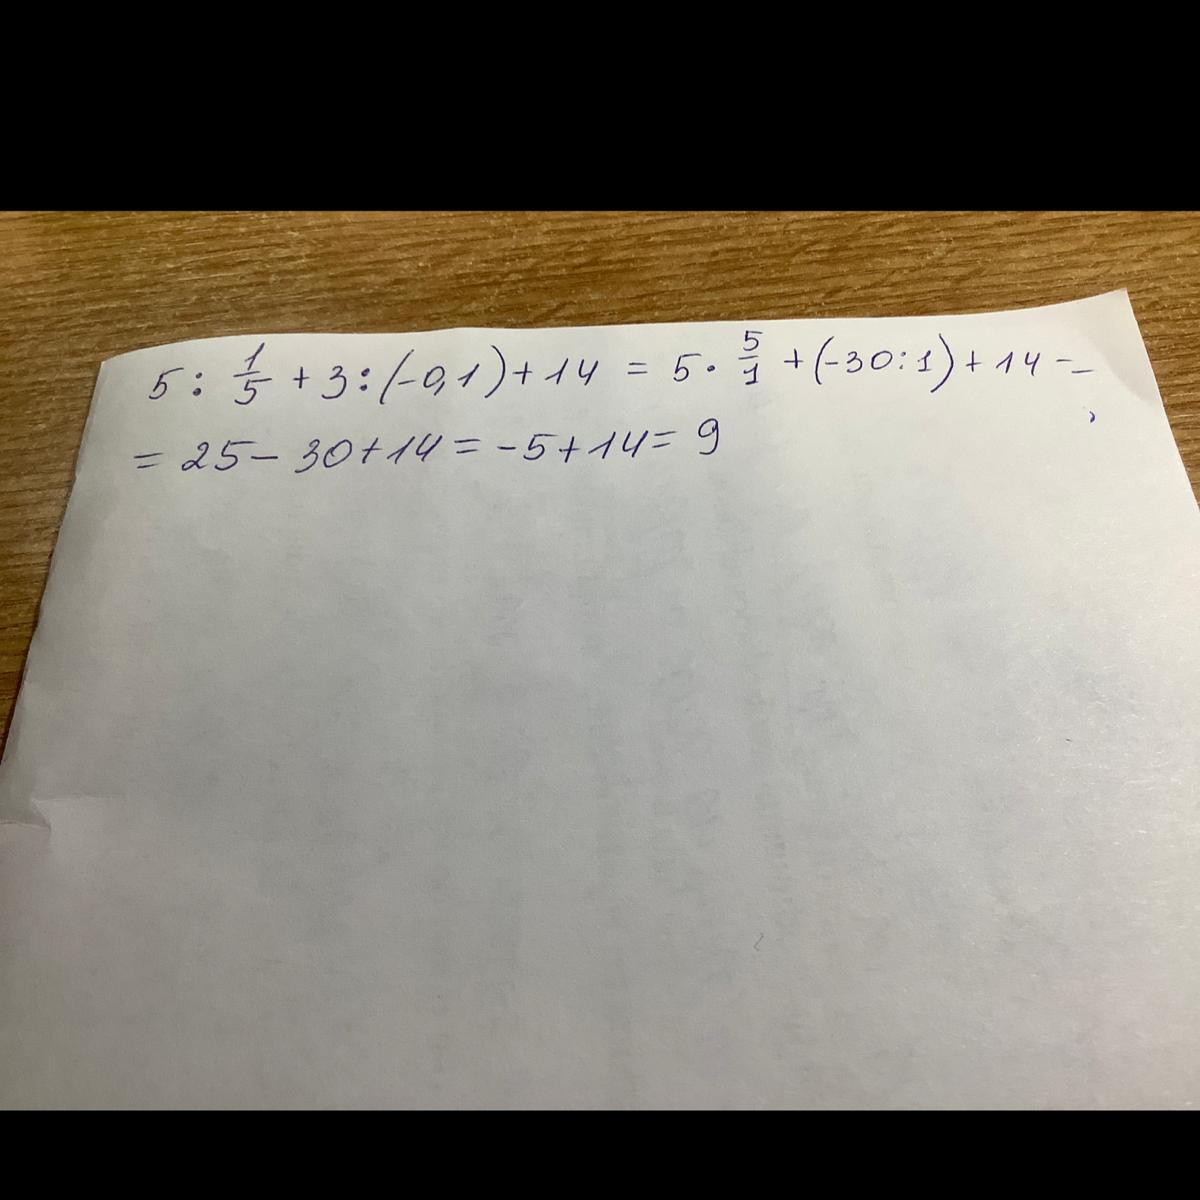 5 : 1/5 + 3 : (-0,1) + 14 = 5 · 5/1 + (-30 : 1) + 14 =
= 25 - 30 + 14 = -5 + 14 = 9